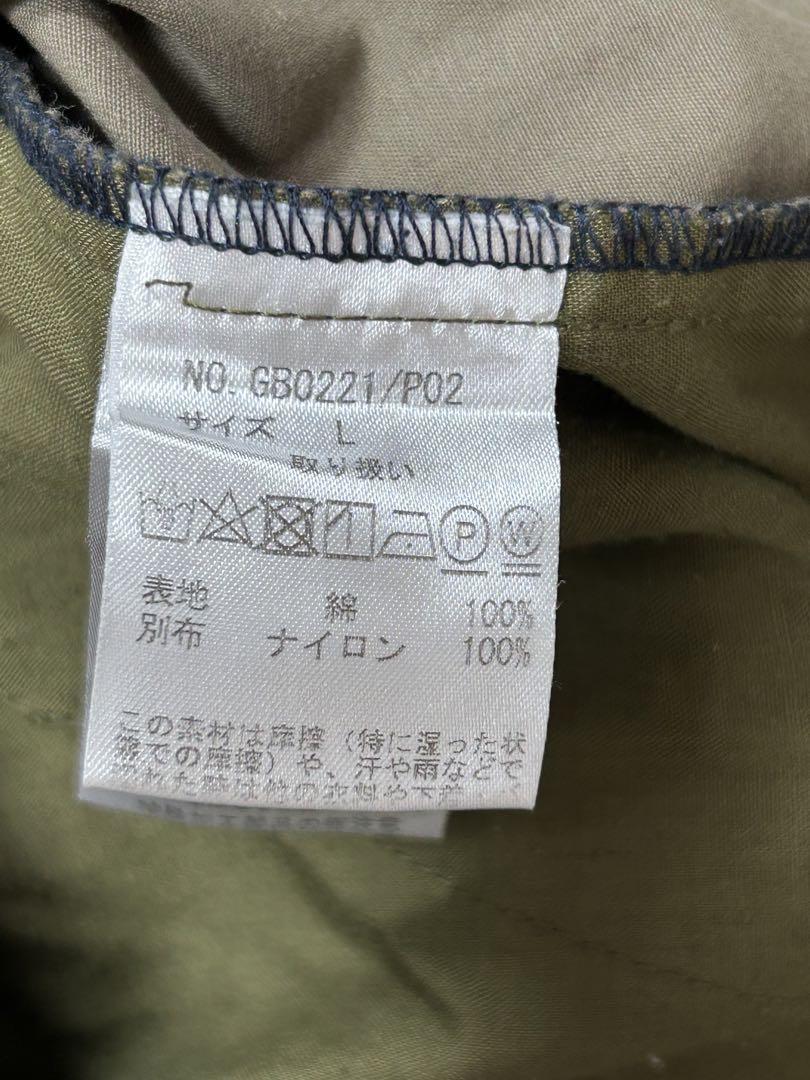 NO. GB0221/P02
サイズ L
取り扱い
P W
表地 綿 100%
別布 ナイロン 100%
この素材は摩擦（特に湿った状
態での摩擦）や、汗や雨などで